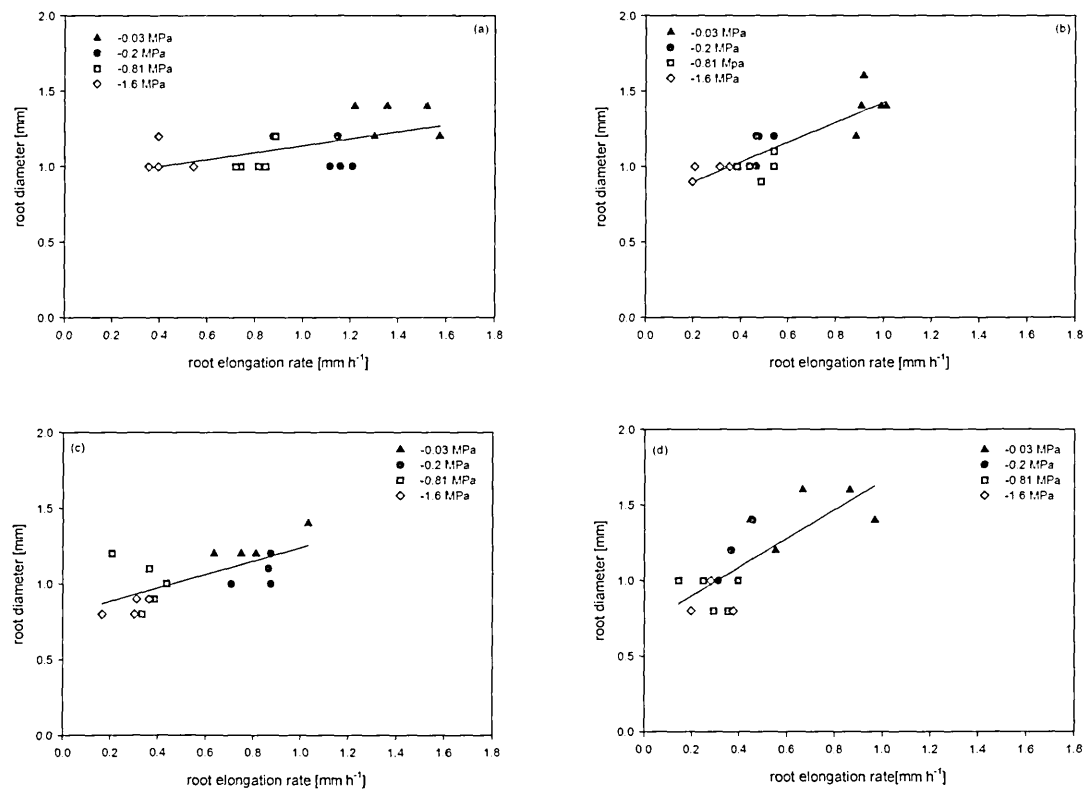 2.0
1.5
1.0
0.5
0.0
root diameter [mm]
-0.03 MPa
-0.2 MPa
-0.81 MPa
-1.6 MPa
(a)
0.0 0.2 0.4 0.6 0.8 1.0 1.2 1.4 1.6 1.8
root elongation rate [mm h⁻¹]
2.0
1.5
1.0
0.5
0.0
root diameter [mm]
-0.03 MPa
-0.2 MPa
-0.81 Mpa
-1.6 MPa
(b)
0.0 0.2 0.4 0.6 0.8 1.0 1.2 1.4 1.6 1.8
root elongation rate [mm h⁻¹]
2.0
1.5
1.0
0.5
0.0
root diameter [mm]
(c)
-0.03 MPa
-0.2 MPa
-0.81 MPa
-1.6 MPa
0.0 0.2 0.4 0.6 0.8 1.0 1.2 1.4 1.6 1.8
root elongation rate [mm h⁻¹]
2.0
1.5
1.0
0.5
0.0
root diameter [mm]
(d)
-0.03 MPa
-0.2 MPa
-0.81 MPa
-1.6 MPa
0.0 0.2 0.4 0.6 0.8 1.0 1.2 1.4 1.6 1.8
root elongation rate[mm h⁻¹]